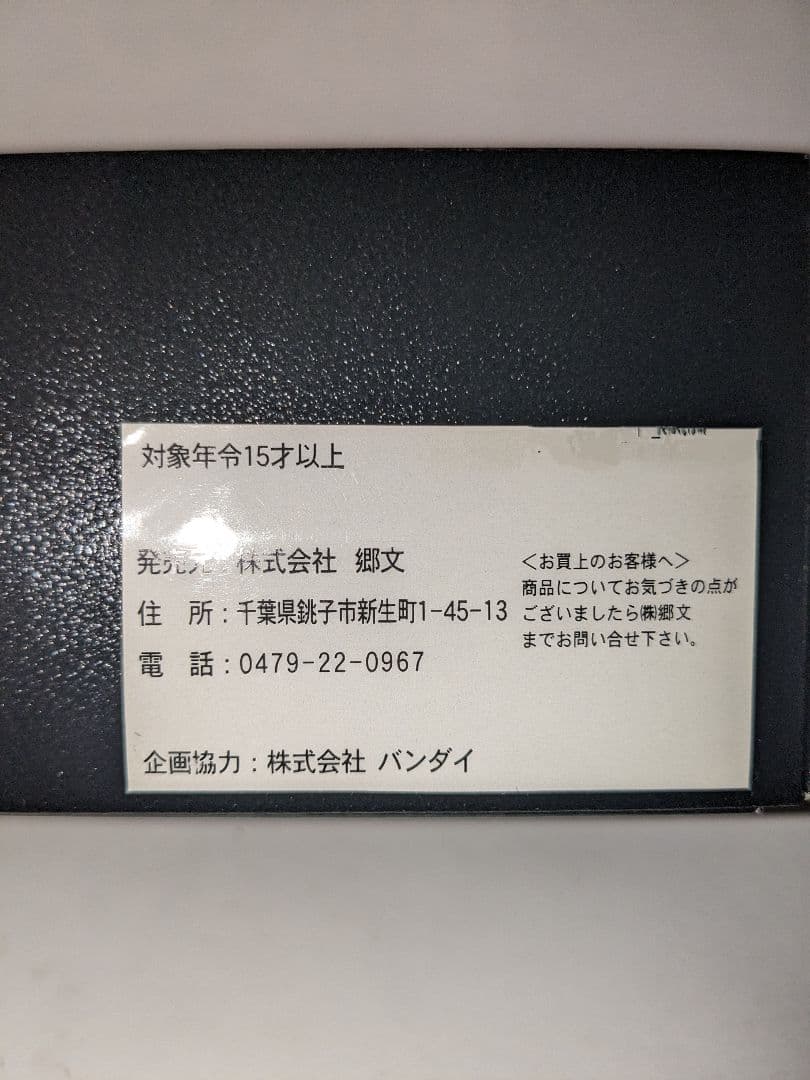 対象年令15才以上
発売元：株式会社 郷文
住　所：千葉県銚子市新生町1-45-13
電　話：0479-22-0967
企画協力：株式会社 バンダイ
＜お買上のお客様へ＞
商品についてお気づきの点が
ございましたら㈱郷文
までお問い合せ下さい。